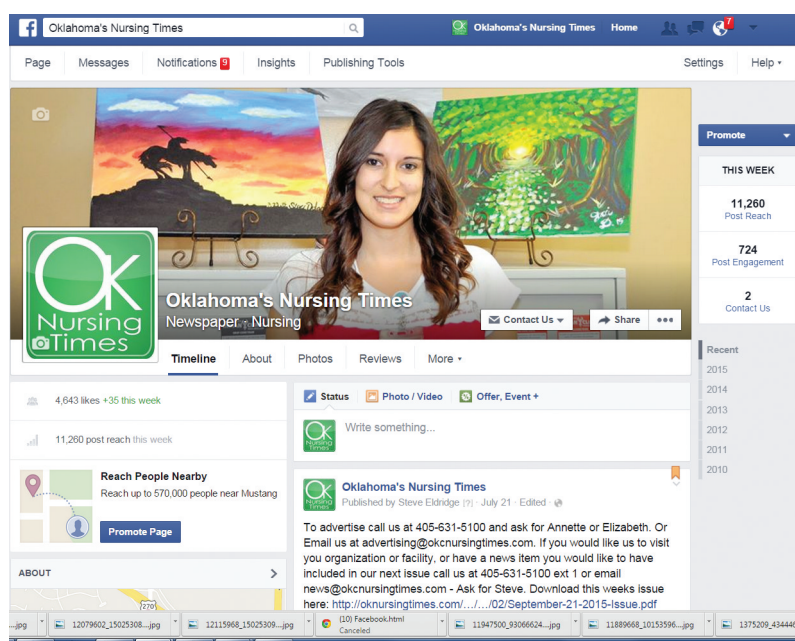 Oklahoma's Nursing Times
Oklahoma's Nursing Times Home 7
Page Messages Notifications 9 Insights Publishing Tools Settings Help
Promote
THIS WEEK
11,260
Post Reach
724
Post Engagement
2
Contact Us
OK
Nursing
Times
Oklahoma's Nursing Times
Newspaper · Nursing
Contact Us Share
Timeline About Photos Reviews More
Recent
2015
2014
2013
2012
2011
2010
4,643 likes +35 this week
11,260 post reach this week
Reach People Nearby
Reach up to 570,000 people near Mustang
Promote Page
ABOUT
270
Status Photo / Video Offer, Event +
OK
Nursing
Times
Write something...
OK
Nursing
Times
Oklahoma's Nursing Times
Published by Steve Eldridge [?] · July 21 · Edited ·
To advertise call us at 405-631-5100 and ask for Annette or Elizabeth. Or
Email us at advertising@okcnursingtimes.com. If you would like us to visit
you organization or facility, or have a news item you would like to have
included in our next issue call us at 405-631-5100 ext 1 or email
news@okcnursingtimes.com - Ask for Steve. Download this weeks issue
here: http://oknursingtimes.com/.../.../02/September-21-2015-Issue.pdf
...jpg 12079602_15025308...jpg 12115968_15025309...jpg (10) Facebook.html 11947500_93066624...jpg 11889668_10153596...jpg 1375209_434446
Canceled